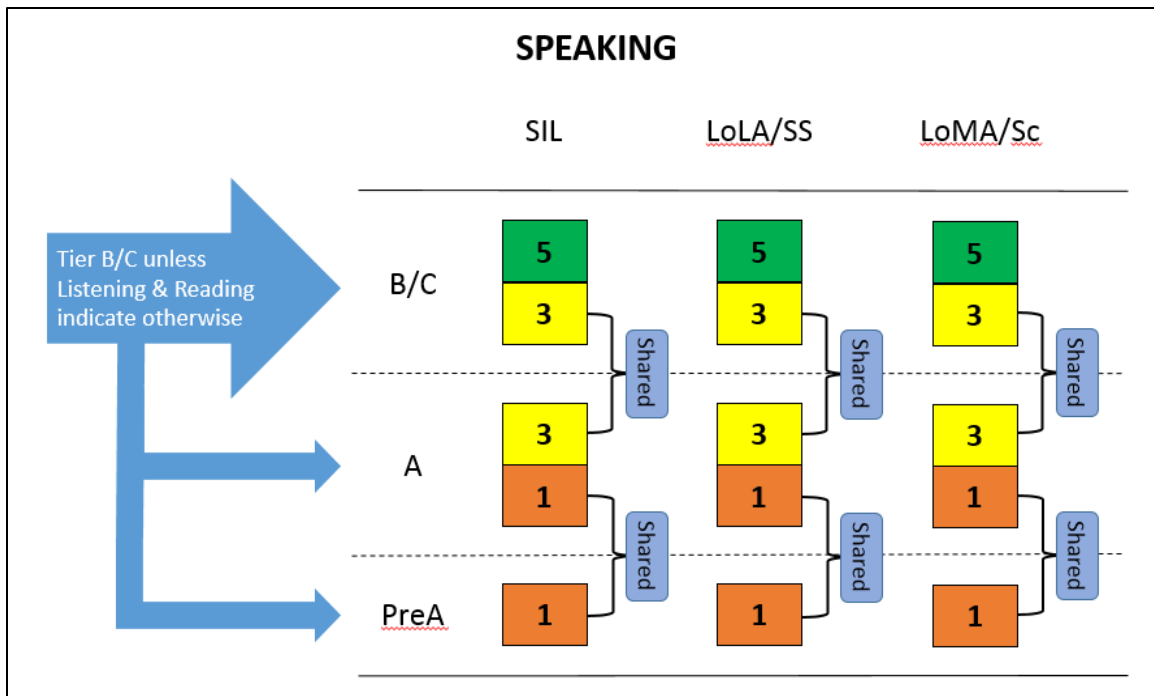 SPEAKING
SIL LoLA/SS LoMA/Sc
Tier B/C unless
Listening & Reading
indicate otherwise
B/C
5 5 5
3 3 3
Shared Shared Shared
A
3 3 3
1 1 1
Shared Shared Shared
PreA
1 1 1